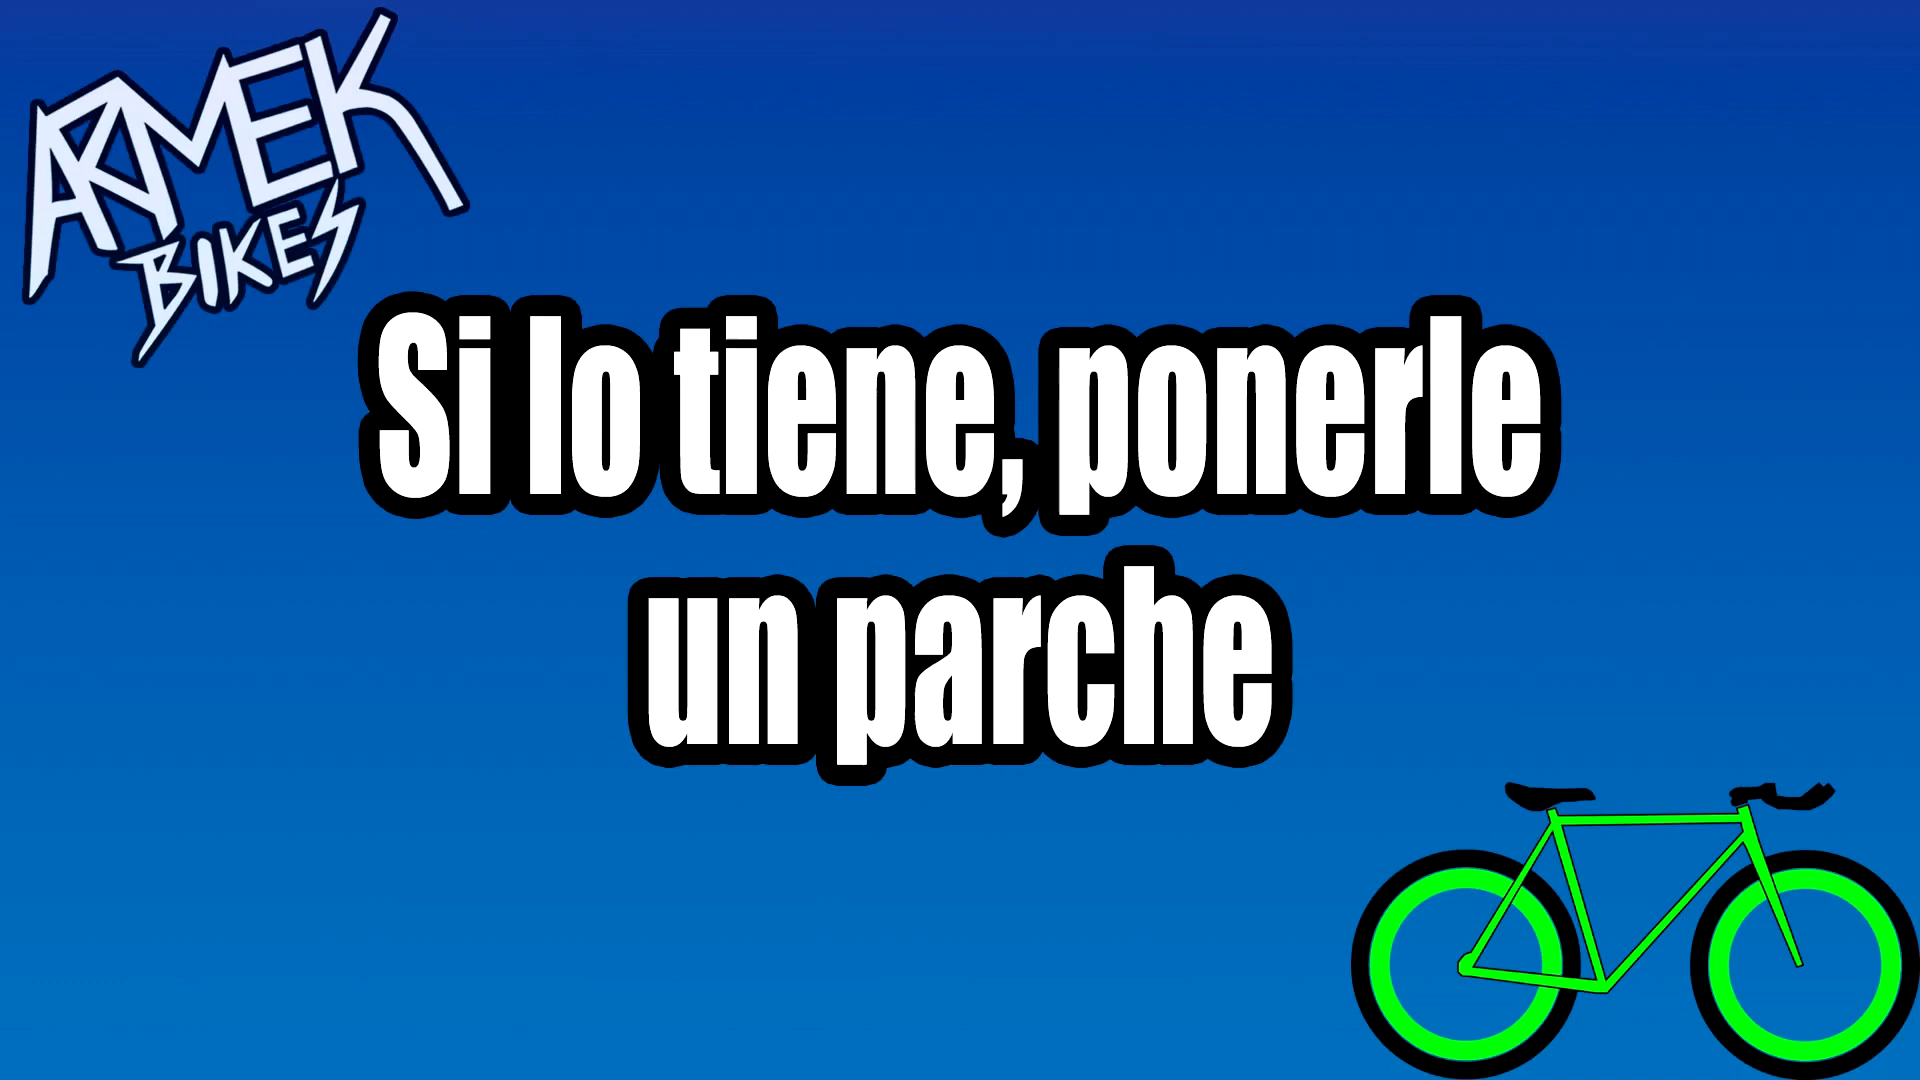 ARMEK
BIKES
Si lo tiene, ponerle
un parche